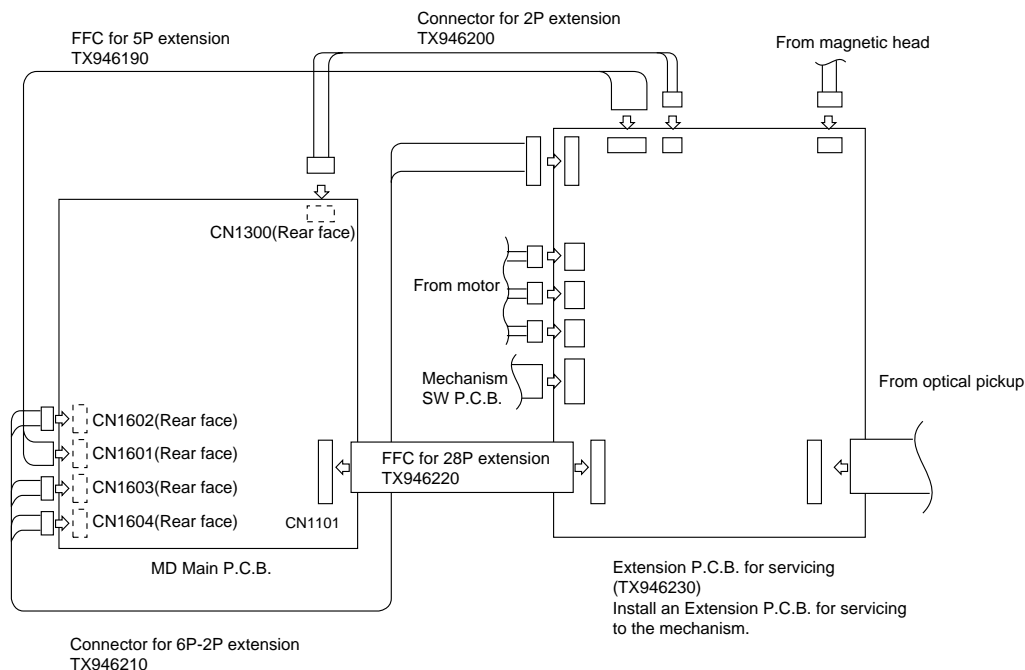 Connector for 2P extension
TX946200
FFC for 5P extension
TX946190
From magnetic head
CN1300(Rear face)
From motor
Mechanism
SW P.C.B.
From optical pickup
CN1602(Rear face)
CN1601(Rear face)
CN1603(Rear face)
CN1604(Rear face)
FFC for 28P extension
TX946220
CN1101
MD Main P.C.B.
Extension P.C.B. for servicing
(TX946230)
Install an Extension P.C.B. for servicing
to the mechanism.
Connector for 6P-2P extension
TX946210